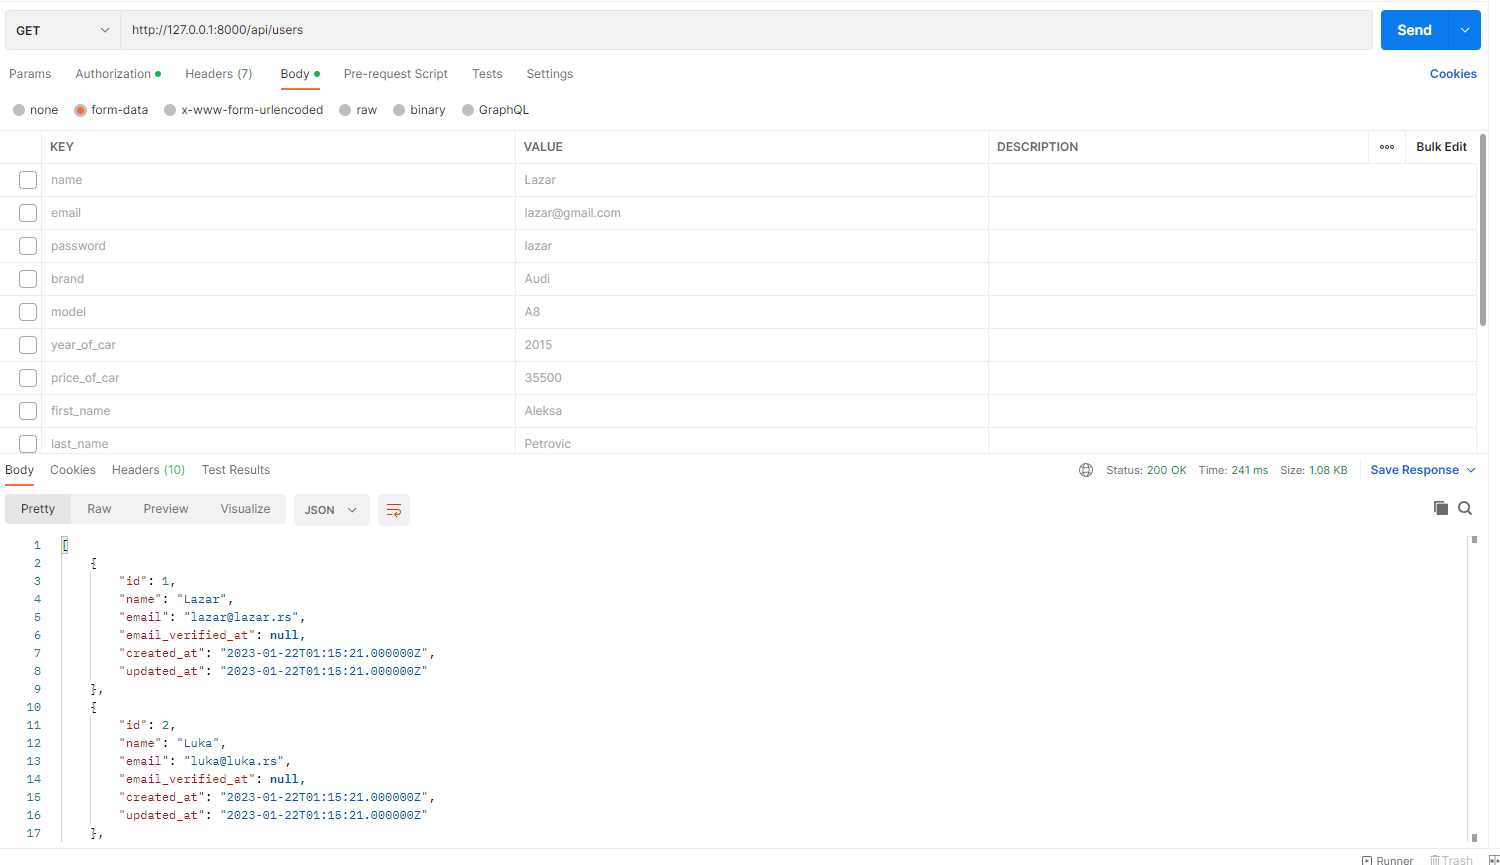 GET http://127.0.0.1:8000/api/users Send
Params Authorization Headers (7) Body Pre-request Script Tests Settings Cookies
none form-data x-www-form-urlencoded raw binary GraphQL
KEY VALUE DESCRIPTION ooo Bulk Edit
name Lazar
email lazar@gmail.com
password lazar
brand Audi
model A8
year_of_car 2015
price_of_car 35500
first_name Aleksa
last_name Petrovic
Body Cookies Headers (10) Test Results Status: 200 OK Time: 241 ms Size: 1.08 KB Save Response
Pretty Raw Preview Visualize JSON
1 [
2 {
3 "id": 1,
4 "name": "Lazar",
5 "email": "lazar@lazar.rs",
6 "email_verified_at": null,
7 "created_at": "2023-01-22T01:15:21.000000Z",
8 "updated_at": "2023-01-22T01:15:21.000000Z"
9 },
10 {
11 "id": 2,
12 "name": "Luka",
13 "email": "luka@luka.rs",
14 "email_verified_at": null,
15 "created_at": "2023-01-22T01:15:21.000000Z",
16 "updated_at": "2023-01-22T01:15:21.000000Z"
17 },
Runner Trash